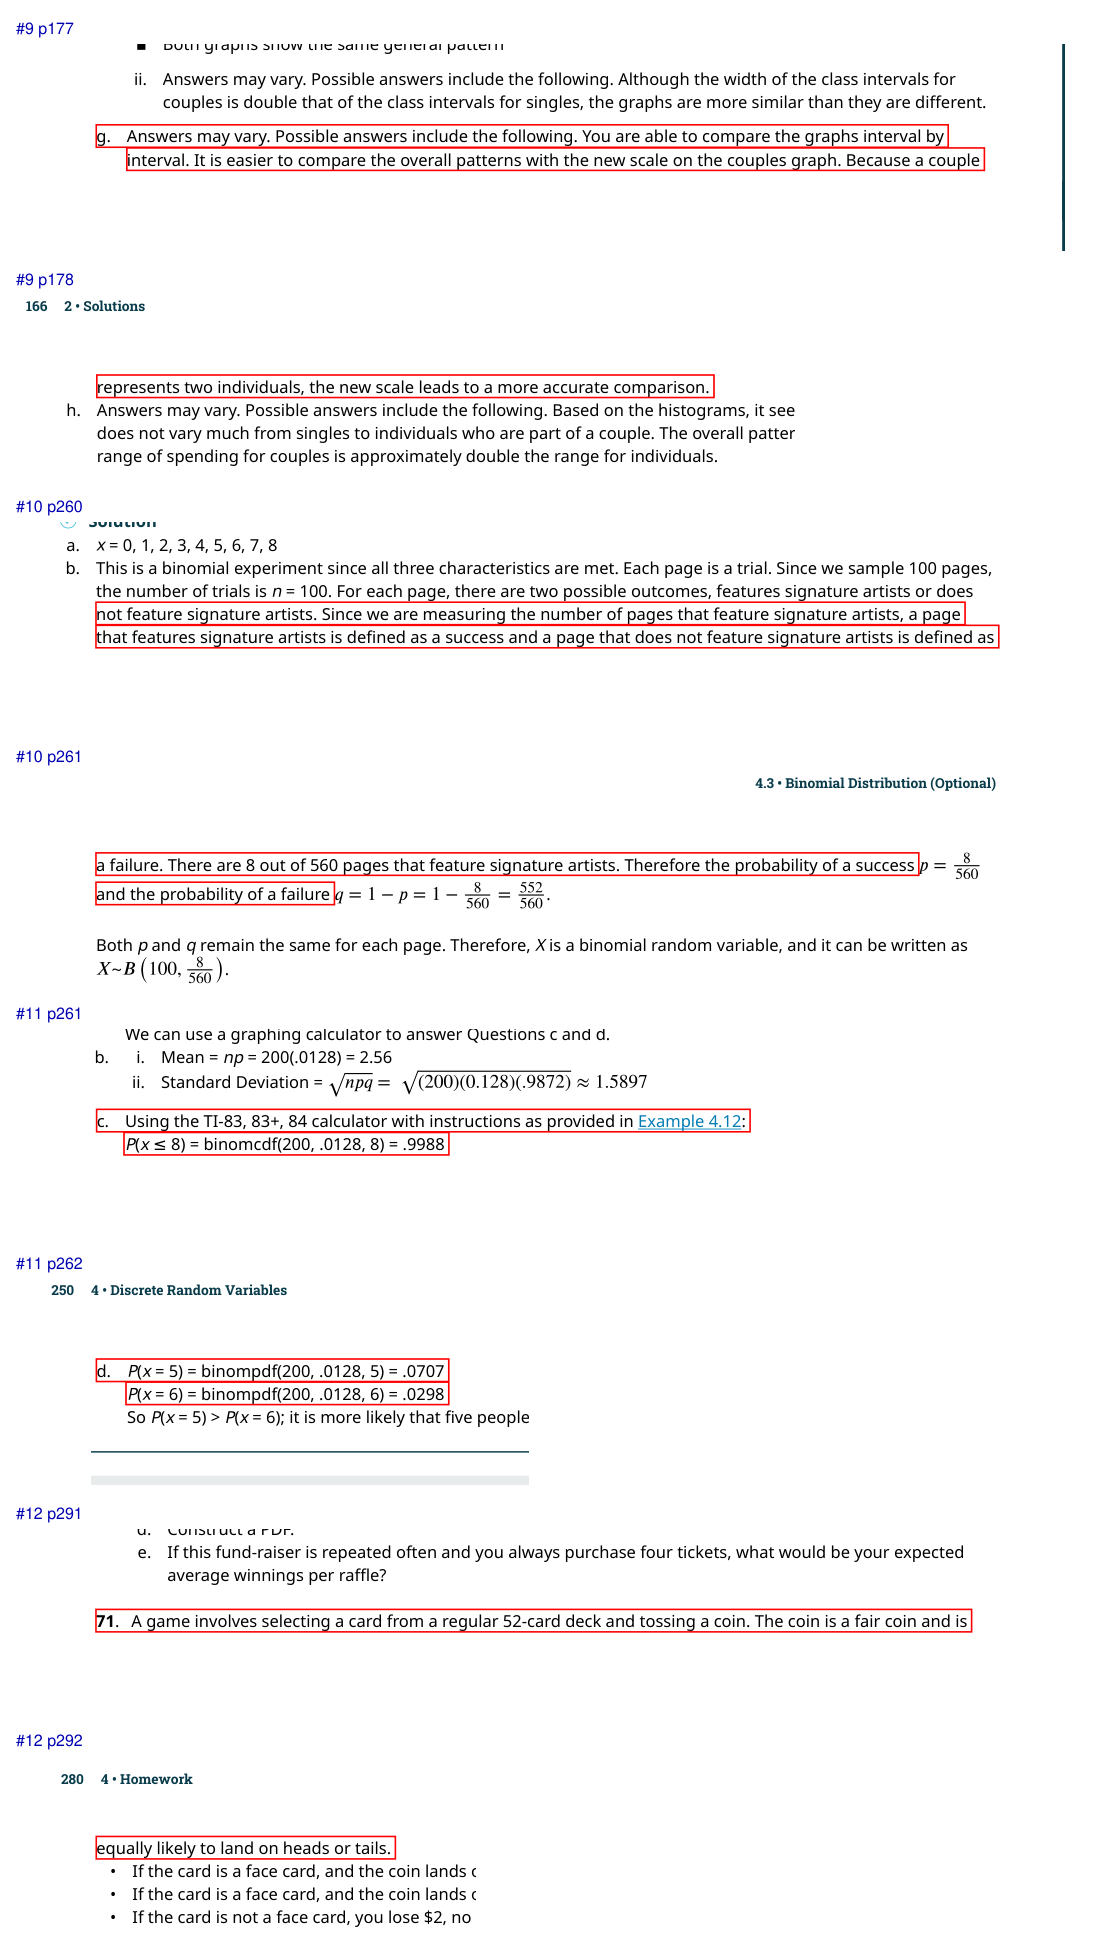 #9 p177
■ Both graphs show the same general pattern
ii. Answers may vary. Possible answers include the following. Although the width of the class intervals for
couples is double that of the class intervals for singles, the graphs are more similar than they are different.
g. Answers may vary. Possible answers include the following. You are able to compare the graphs interval by
interval. It is easier to compare the overall patterns with the new scale on the couples graph. Because a couple
#9 p178
166 2 • Solutions
represents two individuals, the new scale leads to a more accurate comparison.
h. Answers may vary. Possible answers include the following. Based on the histograms, it see
does not vary much from singles to individuals who are part of a couple. The overall patter
range of spending for couples is approximately double the range for individuals.
#10 p260
Solution
a. x = 0, 1, 2, 3, 4, 5, 6, 7, 8
b. This is a binomial experiment since all three characteristics are met. Each page is a trial. Since we sample 100 pages,
the number of trials is n = 100. For each page, there are two possible outcomes, features signature artists or does
not feature signature artists. Since we are measuring the number of pages that feature signature artists, a page
that features signature artists is defined as a success and a page that does not feature signature artists is defined as
#10 p261
4.3 • Binomial Distribution (Optional)
a failure. There are 8 out of 560 pages that feature signature artists. Therefore the probability of a success p = 8/560
and the probability of a failure q = 1 − p = 1 − 8/560 = 552/560.
Both p and q remain the same for each page. Therefore, X is a binomial random variable, and it can be written as
X~B (100, 8/560).
#11 p261
We can use a graphing calculator to answer Questions c and d.
b. i. Mean = np = 200(.0128) = 2.56
ii. Standard Deviation = √npq = √(200)(0.128)(.9872) ≈ 1.5897
c. Using the TI-83, 83+, 84 calculator with instructions as provided in Example 4.12:
P(x ≤ 8) = binomcdf(200, .0128, 8) = .9988
#11 p262
250 4 • Discrete Random Variables
d. P(x = 5) = binompdf(200, .0128, 5) = .0707
P(x = 6) = binompdf(200, .0128, 6) = .0298
So P(x = 5) > P(x = 6); it is more likely that five people
#12 p291
d. Construct a PDF.
e. If this fund-raiser is repeated often and you always purchase four tickets, what would be your expected
average winnings per raffle?
71. A game involves selecting a card from a regular 52-card deck and tossing a coin. The coin is a fair coin and is
#12 p292
280 4 • Homework
equally likely to land on heads or tails.
• If the card is a face card, and the coin lands
• If the card is a face card, and the coin lands
• If the card is not a face card, you lose $2, no